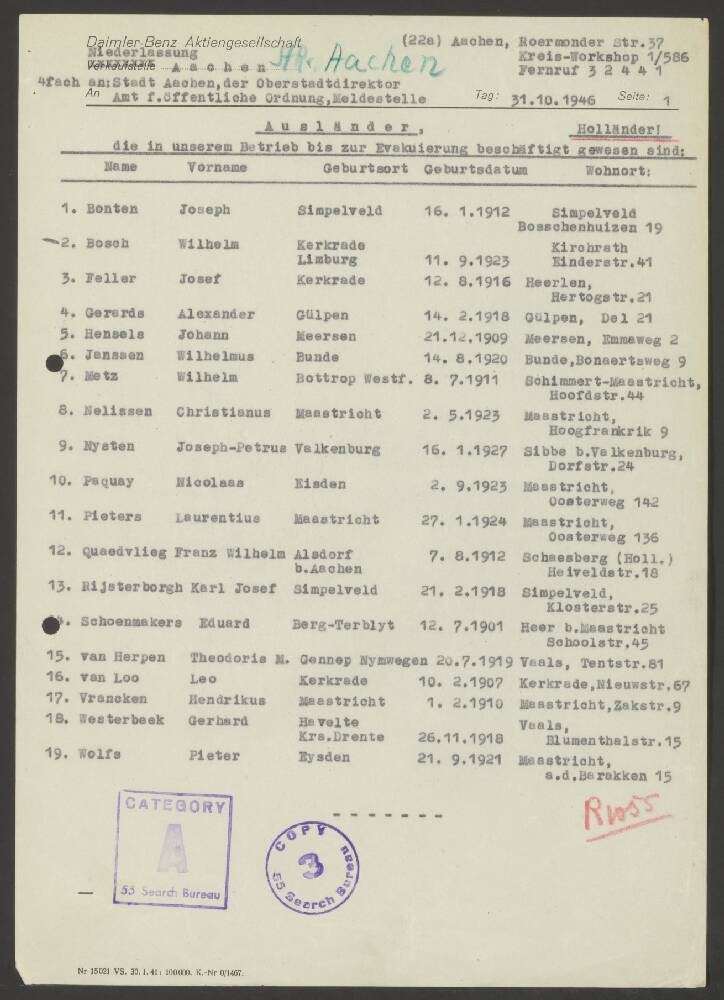 Daimler-Benz Aktiengesellschaft (22a) Aachen, Roermonder Str.37
Niederlassung Kreis-Workshop 1/586
Verkaufsstelle Aachen HR. Aachen Fernruf 3 2 4 4 1
4fach an: Stadt Aachen, der Oberstadtdirektor
An Amt f.öffentliche Ordnung, Meldestelle Tag: 31.10.1946 Seite: 1
Ausländer, Holländer!
die in unserem Betrieb bis zur Evakuierung beschäftigt gewesen sind:
Name Vorname Geburtsort Geburtsdatum Wohnort:
1. Bonten Joseph Simpelveld 16. 1.1912 Simpelveld
Bosschenhuizen 19
2. Bosch Wilhelm Kerkrade Kirchrath
Limburg 11. 9.1923 Einderstr.41
3. Feller Josef Kerkrade 12. 8.1916 Heerlen,
Hertogstr.21
4. Gerards Alexander Gülpen 14. 2.1918 Gülpen, Del 21
5. Hensels Johann Meersen 21.12.1909 Meersen, Emmaweg 2
6. Janssen Wilhelmus Bunde 14. 8.1920 Bunde,Bonaertsweg 9
7. Metz Wilhelm Bottrop Westf. 8. 7.1911 Schimmert-Maastricht,
Hoofdstr.44
8. Nelissen Christianus Maastricht 2. 5.1923 Maastricht,
Hoogfrankrik 9
9. Nysten Joseph-Petrus Valkenburg 16. 1.1927 Sibbe b.Valkenburg,
Dorfstr.24
10. Paquay Nicolaas Eisden 2. 9.1923 Maastricht,
Oosterweg 142
11. Pieters Laurentius Maastricht 27. 1.1924 Maastricht,
Oosterweg 136
12. Quaedvlieg Franz Wilhelm Alsdorf 7. 8.1912 Schaesberg (Holl.)
b.Aachen Heiveldstr.18
13. Rijsterborgh Karl Josef Simpelveld 21. 2.1918 Simpelveld,
Klosterstr.25
Schoenmakers Eduard Berg-Terblyt 12. 7.1901 Heer b.Maastricht
Schoolstr.45
15. van Herpen Theodoris M. Gennep Nymwegen 20.7.1919 Vaals, Tentstr.81
16. van Loo Leo Kerkrade 10. 2.1907 Kerkrade,Nieuwstr.67
17. Vrancken Hendrikus Maastricht 1. 2.1910 Maastricht,Zakstr.9
18. Westerbeek Gerhard Havelte Vaals,
Krs.Drente 26.11.1918 Blumenthalstr.15
19. Wolfs Pieter Eysden 21. 9.1921 Maastricht,
a.d.Barakken 15
- - - - - - -
CATEGORY
A
55 Search Bureau
COPY
3
55 Search Bureau
Nr 15021 VS. 30. 1. 41: 100000. K.-Nr 0/1467.